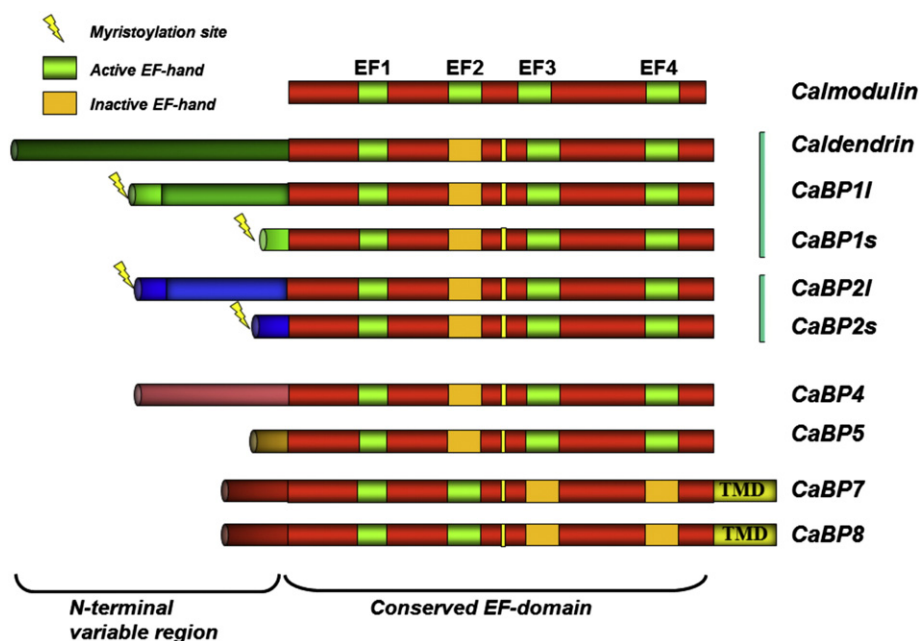 Myristoylation site
Active EF-hand
Inactive EF-hand
EF1 EF2 EF3 EF4
Calmodulin
Caldendrin
CaBP1l
CaBP1s
CaBP2l
CaBP2s
CaBP4
CaBP5
TMD CaBP7
TMD CaBP8
N-terminal
variable region
Conserved EF-domain